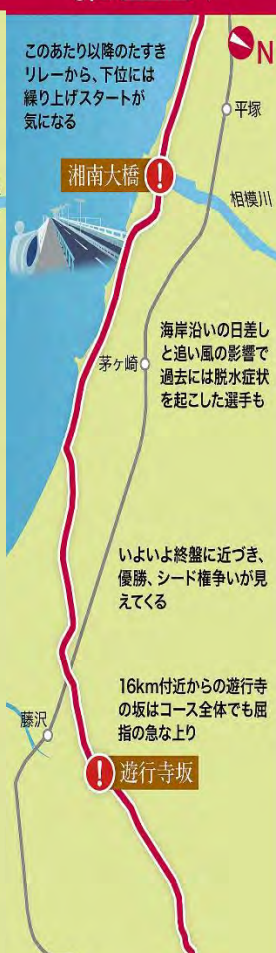 このあたり以降のたすき
リレーから、下位には
繰り上げスタートが
気になる
N
平塚
湘南大橋
相模川
海岸沿いの日差し
と追い風の影響で
過去には脱水症状
を起こした選手も
茅ヶ崎
いよいよ終盤に近づき、
優勝、シード権争いが見
えてくる
16km付近からの遊行寺
の坂はコース全体でも屈
指の急な上り
藤沢
遊行寺坂